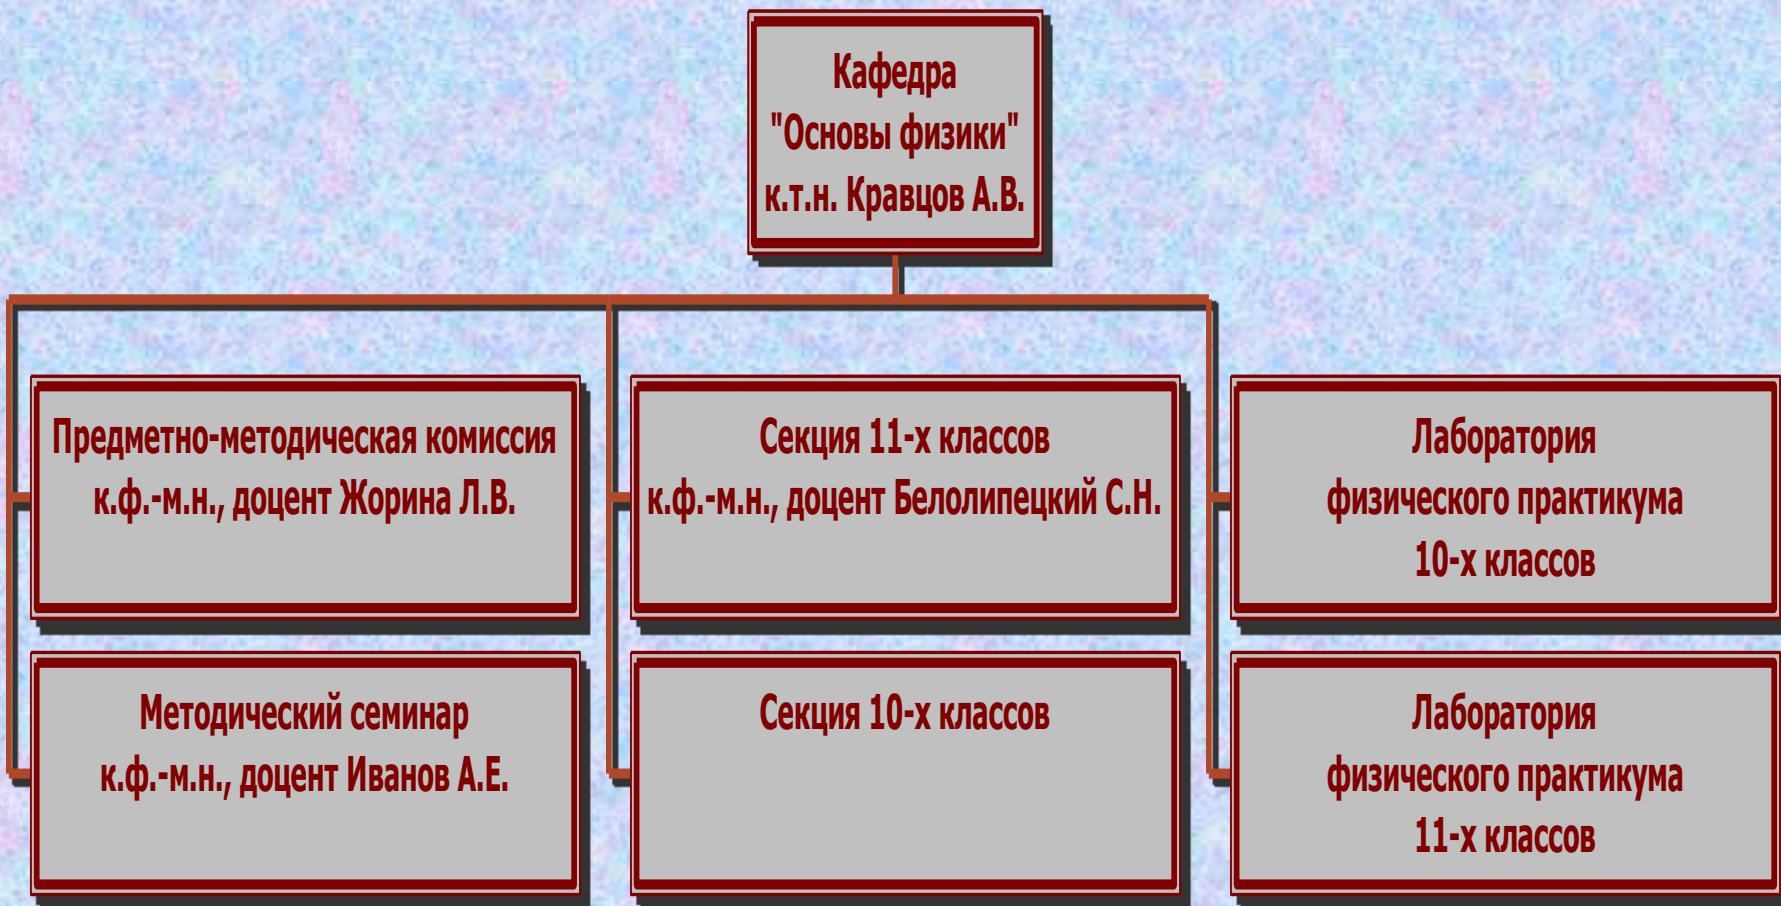 Кафедра
"Основы физики"
к.т.н. Кравцов А.В.
Предметно-методическая комиссия
к.ф.-м.н., доцент Жорина Л.В.
Секция 11-х классов
к.ф.-м.н., доцент Белолипецкий С.Н.
Лаборатория
физического практикума
10-х классов
Методический семинар
к.ф.-м.н., доцент Иванов А.Е.
Секция 10-х классов
Лаборатория
физического практикума
11-х классов